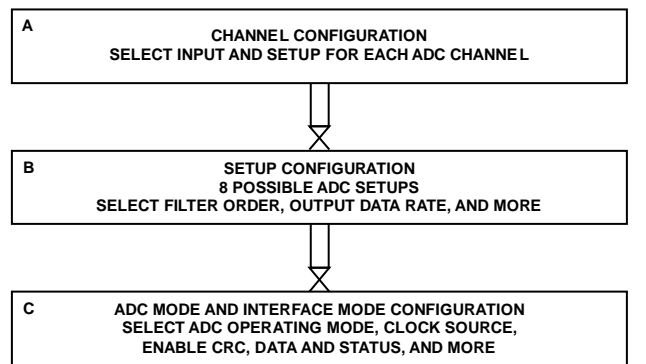 A
CHANNEL CONFIGURATION
SELECT INPUT AND SETUP FOR EACH ADC CHANNEL
B
SETUP CONFIGURATION
8 POSSIBLE ADC SETUPS
SELECT FILTER ORDER, OUTPUT DATA RATE, AND MORE
C
ADC MODE AND INTERFACE MODE CONFIGURATION
SELECT ADC OPERATING MODE, CLOCK SOURCE,
ENABLE CRC, DATA AND STATUS, AND MORE